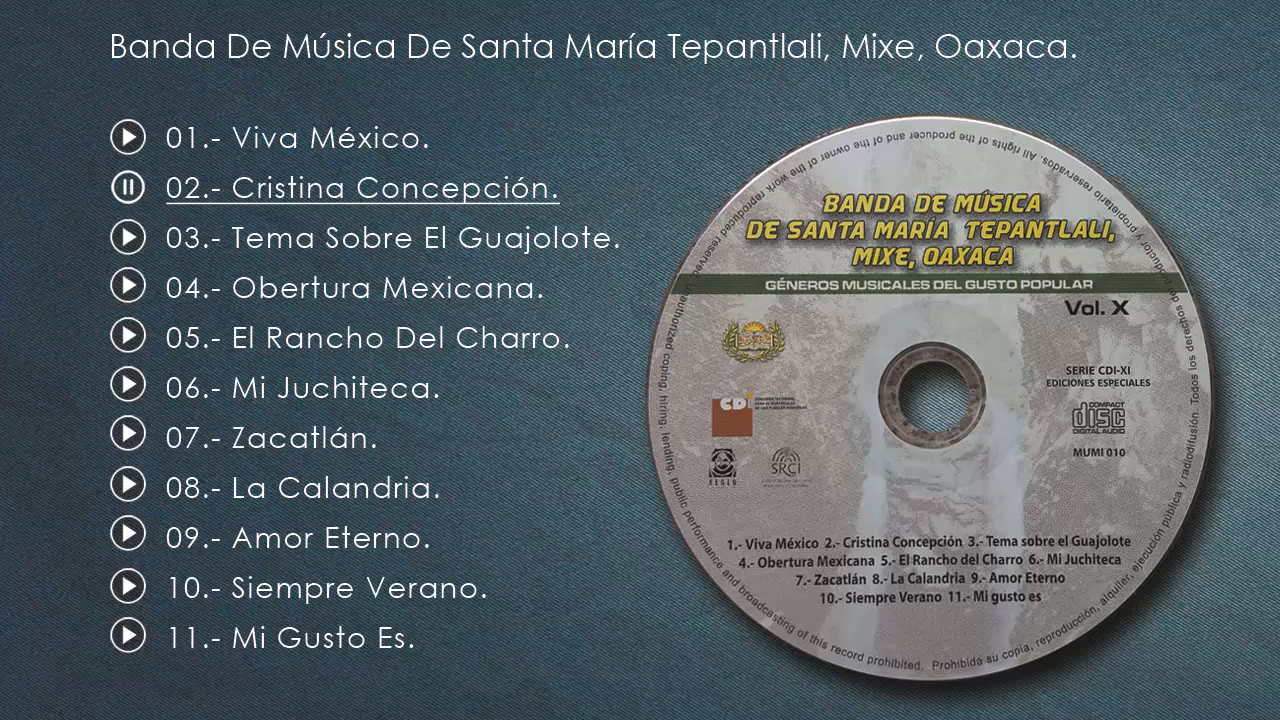 Banda De Música De Santa María Tepantlali, Mixe, Oaxaca.
01.- Viva México.
02.- Cristina Concepción.
03.- Tema Sobre El Guajolote.
04.- Obertura Mexicana.
05.- El Rancho Del Charro.
06.- Mi Juchiteca.
07.- Zacatlán.
08.- La Calandria.
09.- Amor Eterno.
10.- Siempre Verano.
11.- Mi Gusto Es.
BANDA DE MÚSICA
DE SANTA MARÍA TEPANTLALI,
MIXE, OAXACA
GÉNEROS MUSICALES DEL GUSTO POPULAR
Vol. X
SERIE CDI-XI
EDICIONES ESPECIALES
COMPACT
disc
DIGITAL AUDIO
MUMI 010
CDI
XEGLO
SRCI
1.- Viva México 2.- Cristina Concepción 3.- Tema sobre el Guajolote
4.- Obertura Mexicana 5.- El Rancho del Charro 6.- Mi Juchiteca
7.- Zacatlán 8.- La Calandria 9.- Amor Eterno
10.- Siempre Verano 11.- Mi gusto es
All rights of the producer and of the owner of the work reproduced reserved. Unauthorized coping, hiring, lending, public performance and broadcasting of this record prohibited. Prohibida su copia, reproducción, alquiler, ejecución pública y radiodifusión. Todos los derechos de productor y propietario reservados.